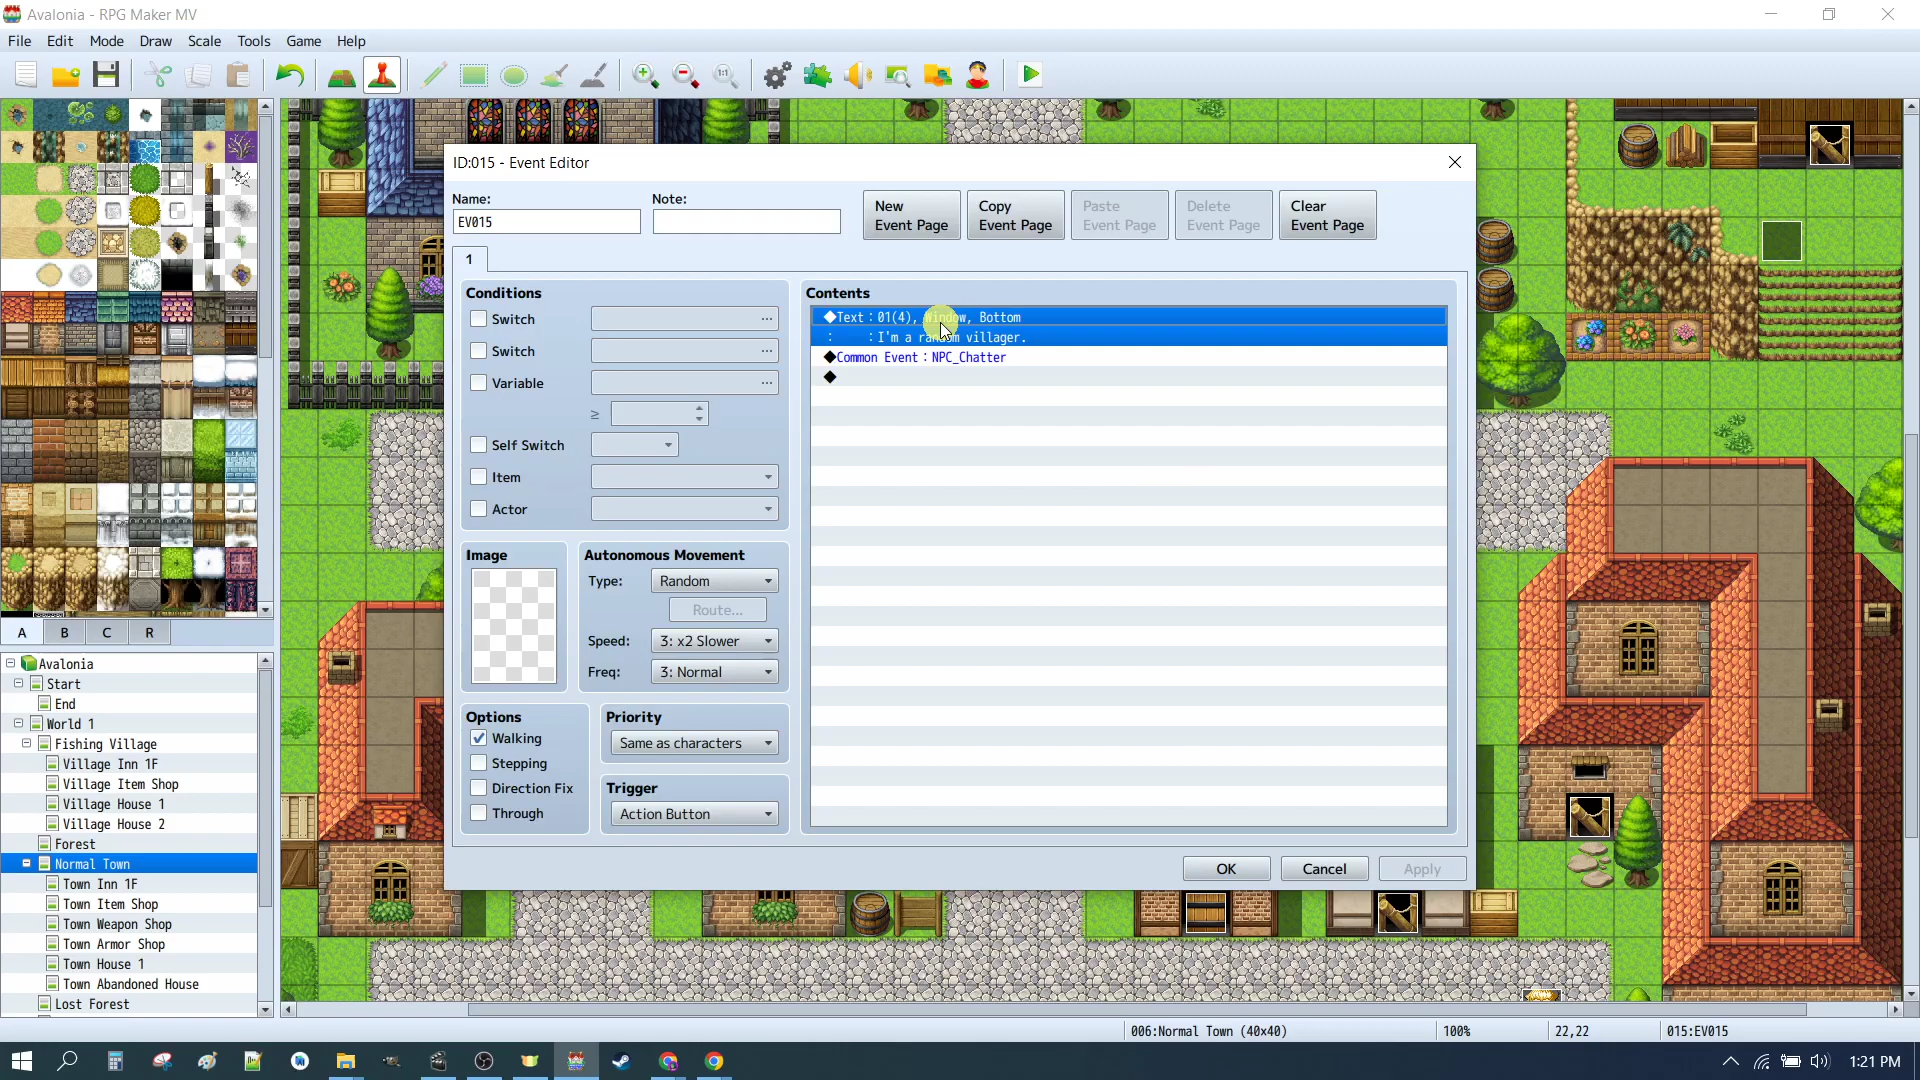 Avalonia - RPG Maker MV
File Edit Mode Draw Scale Tools Game Help
1:1
ID:015 - Event Editor
Name:
Note:
EV015
New Event Page
Copy Event Page
Paste Event Page
Delete Event Page
Clear Event Page
1
Conditions
Switch ...
Switch ...
Variable ...
≥
Self Switch
Item
Actor
Image
Autonomous Movement
Type: Random
Route...
Speed: 3: x2 Slower
Freq: 3: Normal
Options
Walking
Stepping
Direction Fix
Through
Priority
Same as characters
Trigger
Action Button
Contents
◆Text : 01(4), Window, Bottom
: : I'm a random villager.
◆Common Event : NPC_Chatter
◆
OK
Cancel
Apply
A B C R
Avalonia
Start
End
World 1
Fishing Village
Village Inn 1F
Village Item Shop
Village House 1
Village House 2
Forest
Normal Town
Town Inn 1F
Town Item Shop
Town Weapon Shop
Town Armor Shop
Town House 1
Town Abandoned House
Lost Forest
006:Normal Town (40x40)
100%
22,22
015:EV015
1:21 PM